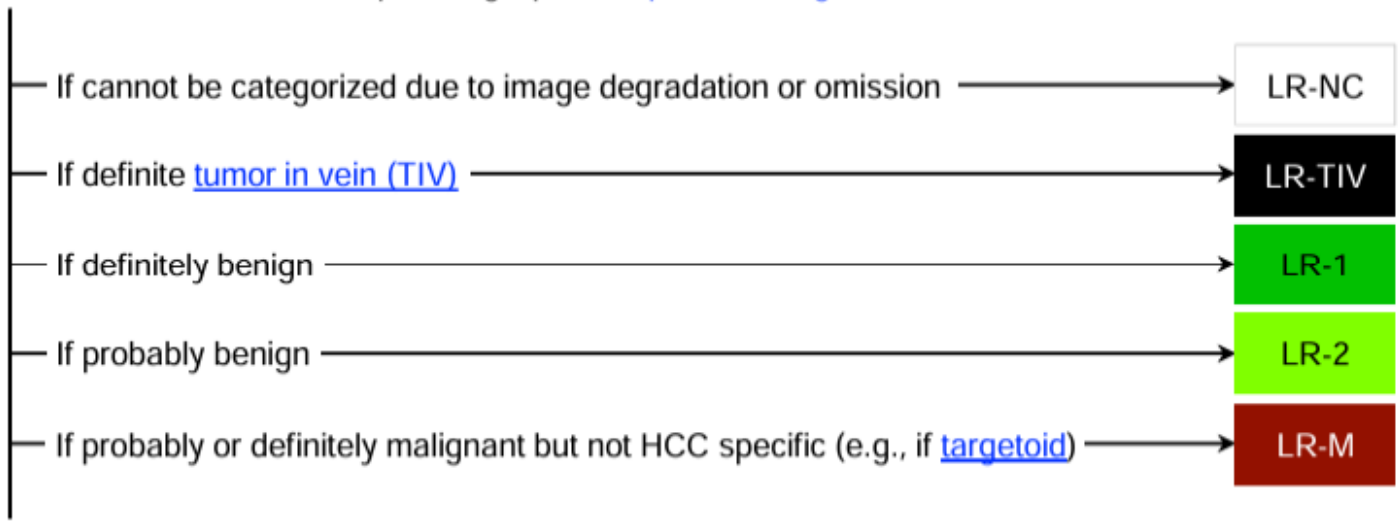 If cannot be categorized due to image degradation or omission LR-NC
If definite tumor in vein (TIV) LR-TIV
If definitely benign LR-1
If probably benign LR-2
If probably or definitely malignant but not HCC specific (e.g., if targetoid) LR-M